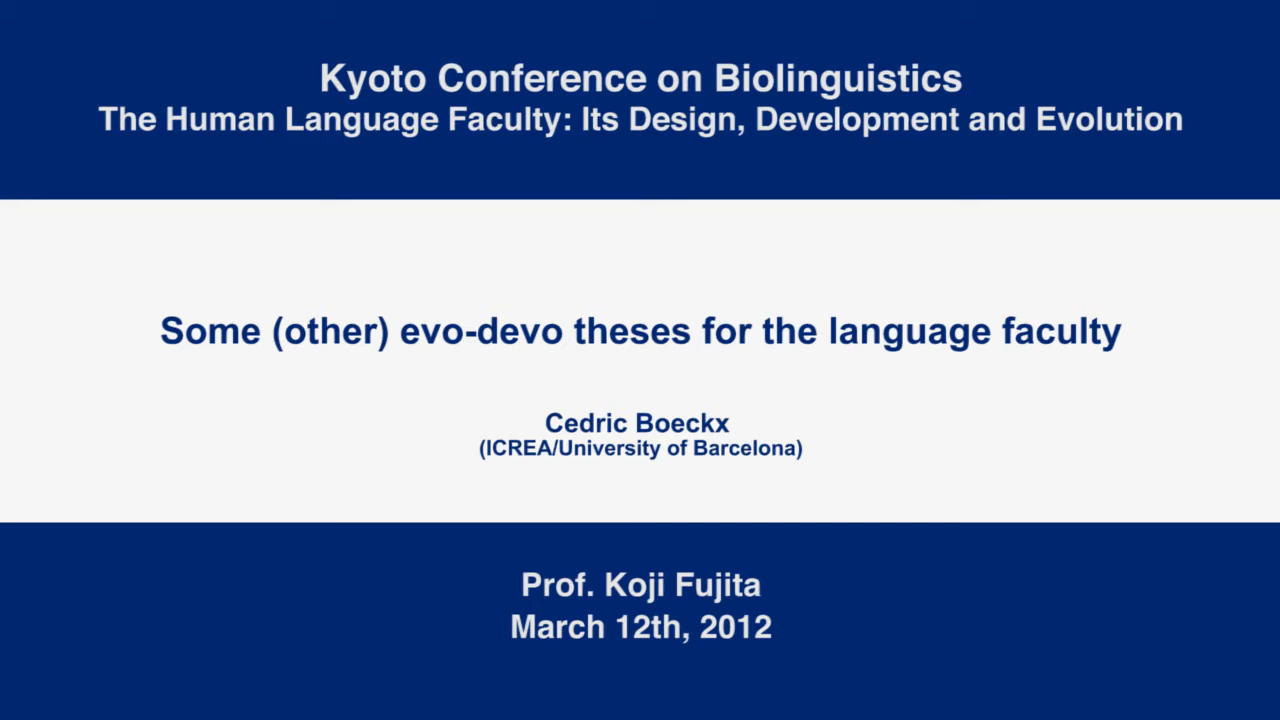 Kyoto Conference on Biolinguistics
The Human Language Faculty: Its Design, Development and Evolution
Some (other) evo-devo theses for the language faculty
Cedric Boeckx
(ICREA/University of Barcelona)
Prof. Koji Fujita
March 12th, 2012